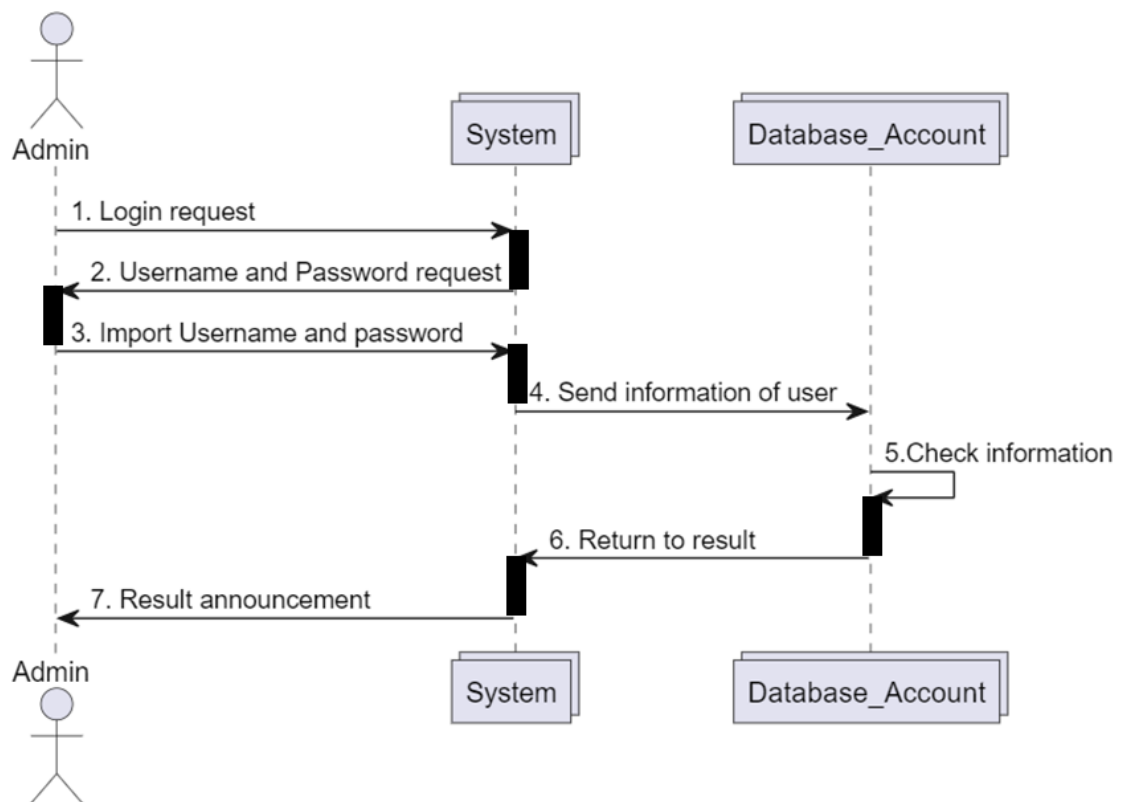 Admin
System
Database_Account
1. Login request
2. Username and Password request
3. Import Username and password
4. Send information of user
5.Check information
6. Return to result
7. Result announcement
Admin
System
Database_Account